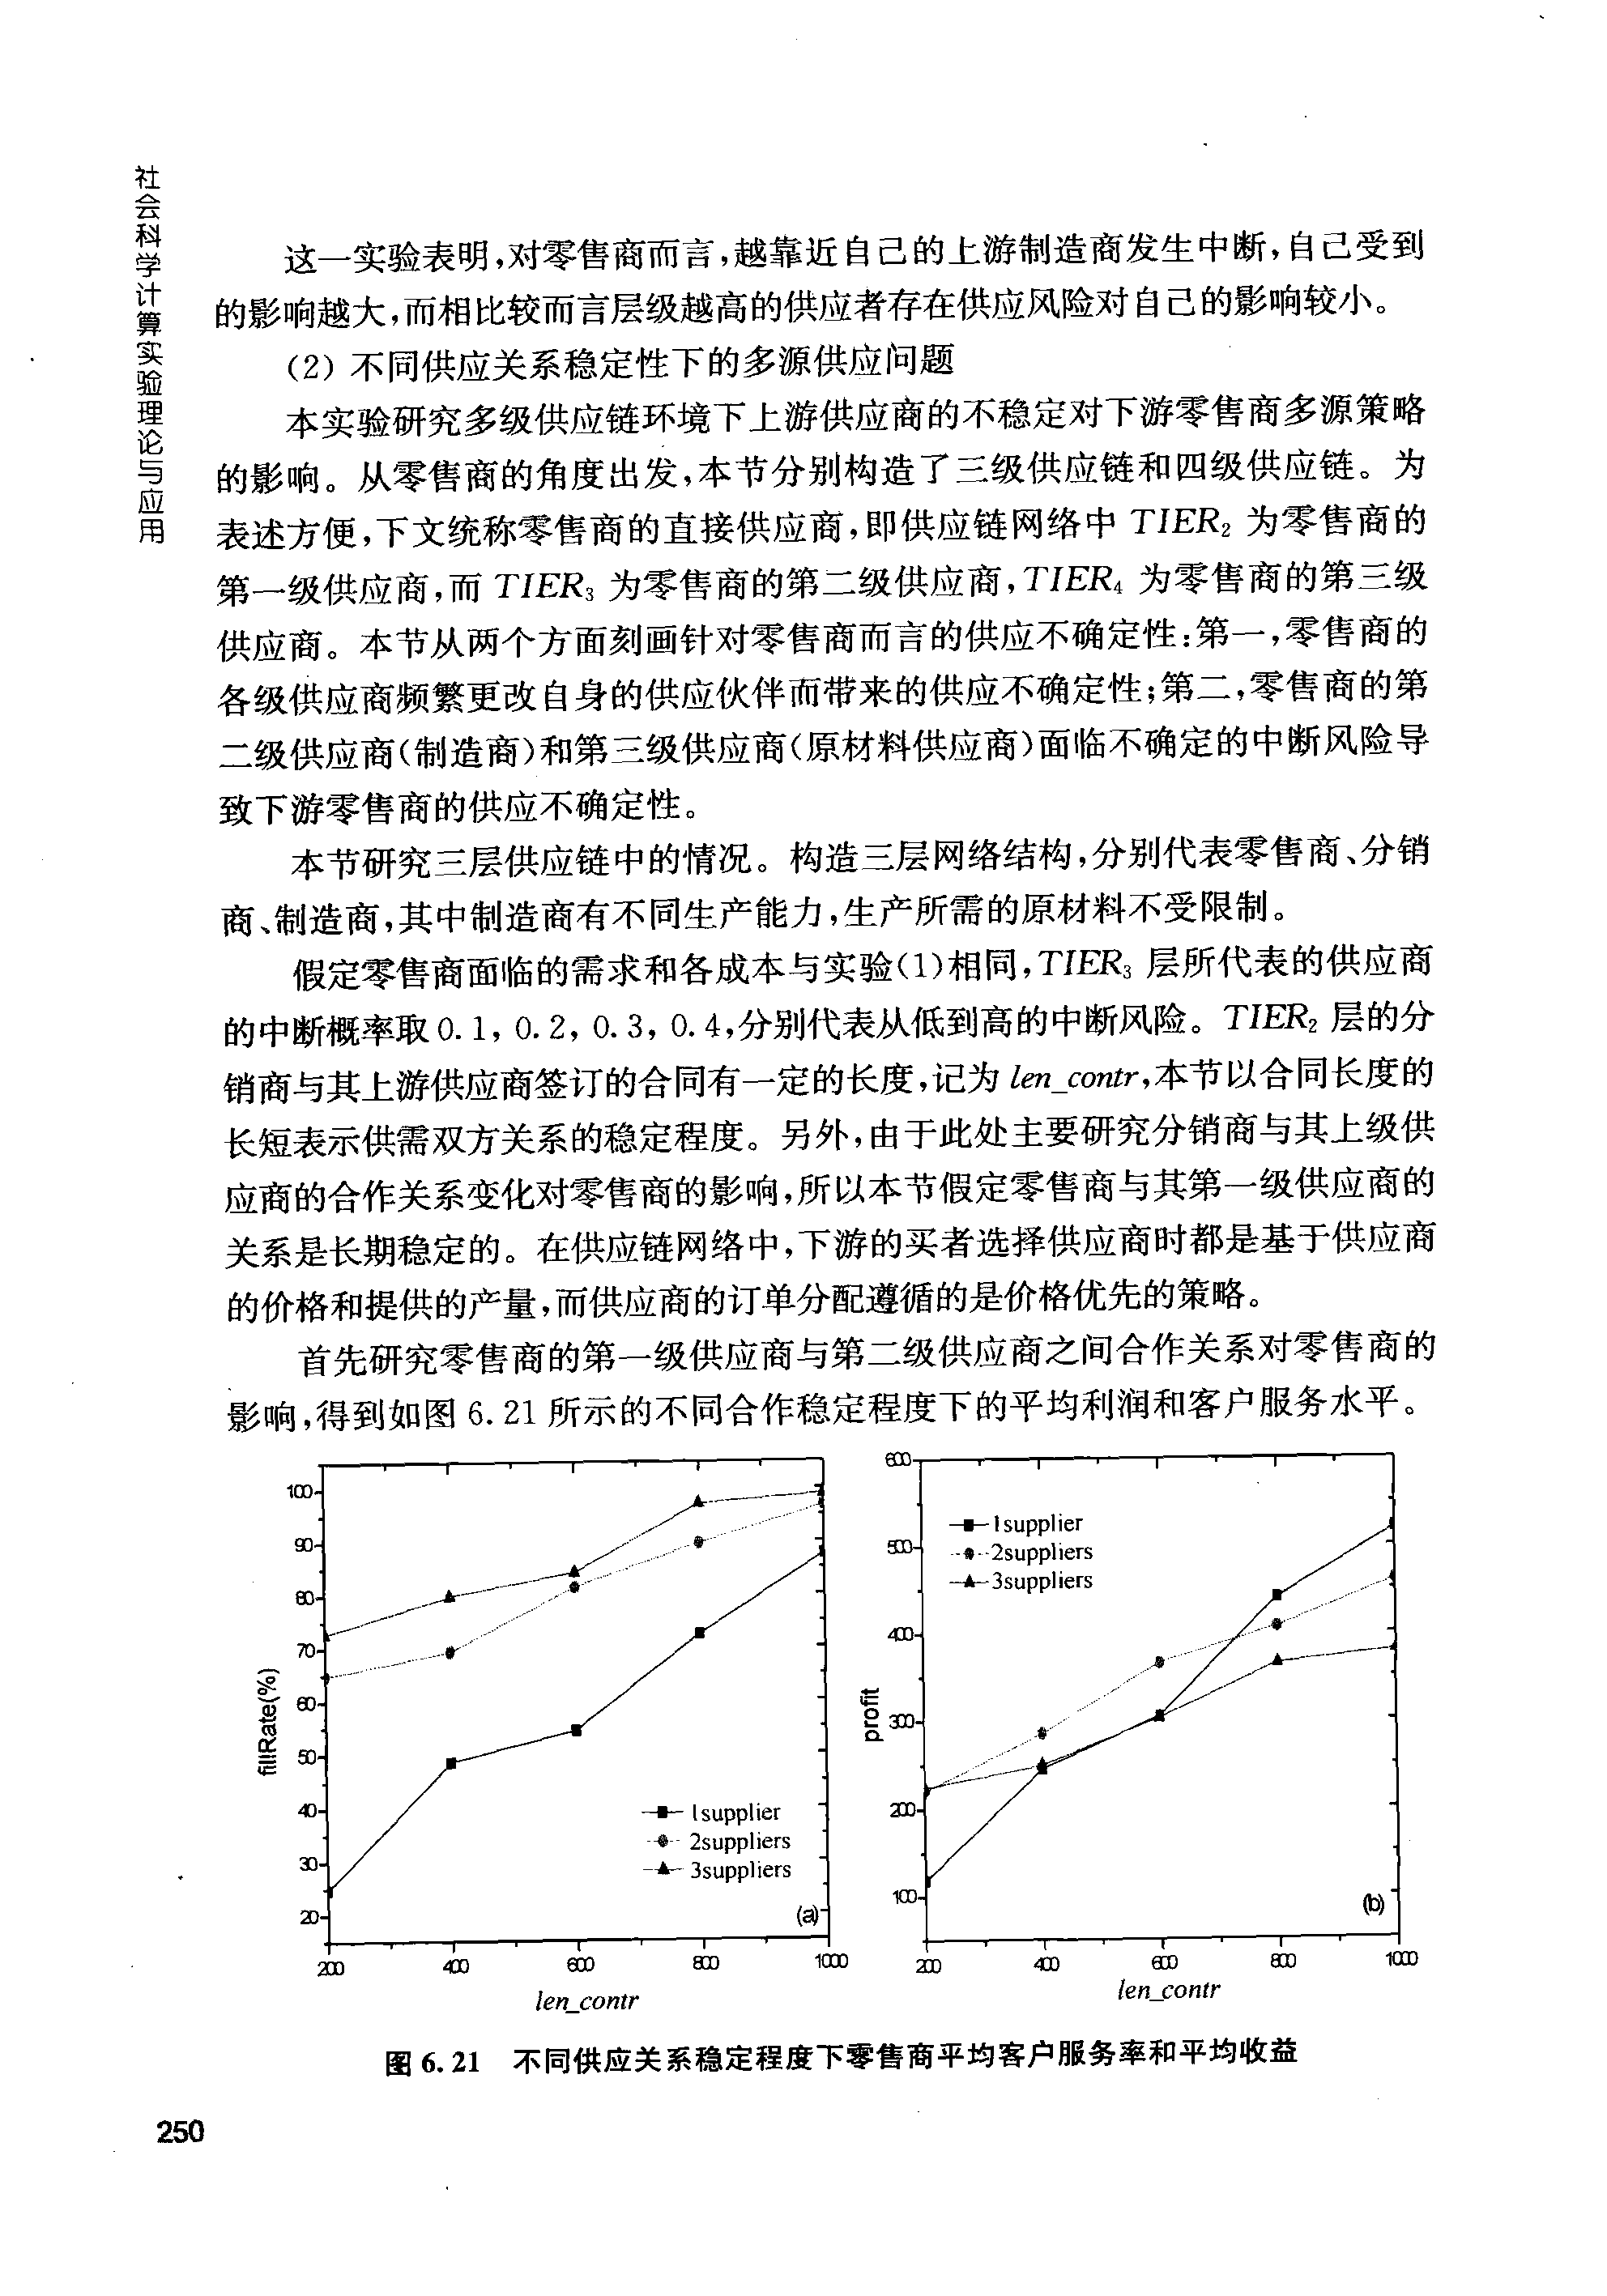 社会科学计算实验理论与应用
这一实验表明,对零售商而言,越靠近自己的上游制造商发生中断,自己受到
的影响越大,而相比较而言层级越高的供应者存在供应风险对自己的影响较小。
(2) 不同供应关系稳定性下的多源供应问题
本实验研究多级供应链环境下上游供应商的不稳定对下游零售商多源策略
的影响。从零售商的角度出发,本节分别构造了三级供应链和四级供应链。为
表述方便,下文统称零售商的直接供应商,即供应链网络中 TIER₂ 为零售商的
第一级供应商,而 TIER₃ 为零售商的第二级供应商,TIER₄ 为零售商的第三级
供应商。本节从两个方面刻画针对零售商而言的供应不确定性:第一,零售商的
各级供应商频繁更改自身的供应伙伴而带来的供应不确定性;第二,零售商的第
二级供应商(制造商)和第三级供应商(原材料供应商)面临不确定的中断风险导
致下游零售商的供应不确定性。
本节研究三层供应链中的情况。构造三层网络结构,分别代表零售商、分销
商、制造商,其中制造商有不同生产能力,生产所需的原材料不受限制。
假定零售商面临的需求和各成本与实验(1)相同,TIER₃ 层所代表的供应商
的中断概率取 0.1, 0.2, 0.3, 0.4,分别代表从低到高的中断风险。TIER₂ 层的分
销商与其上游供应商签订的合同有一定的长度,记为 len_contr,本节以合同长度的
长短表示供需双方关系的稳定程度。另外,由于此处主要研究分销商与其上级供
应商的合作关系变化对零售商的影响,所以本节假定零售商与其第一级供应商的
关系是长期稳定的。在供应链网络中,下游的买者选择供应商时都是基于供应商
的价格和提供的产量,而供应商的订单分配遵循的是价格优先的策略。
首先研究零售商的第一级供应商与第二级供应商之间合作关系对零售商的
影响,得到如图 6.21 所示的不同合作稳定程度下的平均利润和客户服务水平。
100
90
80
70
60
50
40
30
20
fillRate(%)
1supplier
2suppliers
3suppliers
(a)
200 400 600 800 1000
len_contr
600
500
400
300
200
100
profit
1supplier
2suppliers
3suppliers
(b)
200 400 600 800 1000
len_contr
图 6.21 不同供应关系稳定程度下零售商平均客户服务率和平均收益
250